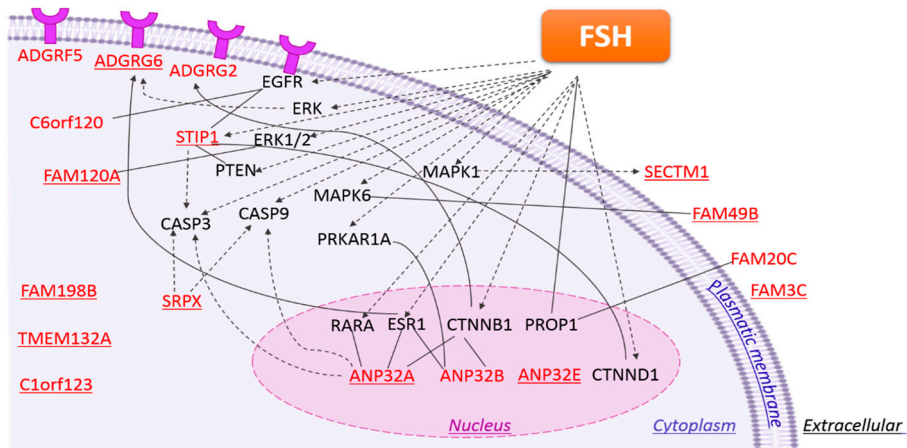 FSH
ADGRF5
ADGRG6
ADGRG2
EGFR
ERK
C6orf120
STIP1
ERK1/2
FAM120A
PTEN
MAPK1
SECTM1
MAPK6
CASP9
CASP3
FAM49B
PRKAR1A
FAM20C
FAM198B
SRPX
FAM3C
RARA
ESR1
CTNNB1
PROP1
TMEM132A
ANP32A
ANP32B
ANP32E
CTNND1
C1orf123
Plasmatic membrane
Nucleus
Cytoplasm
Extracellular